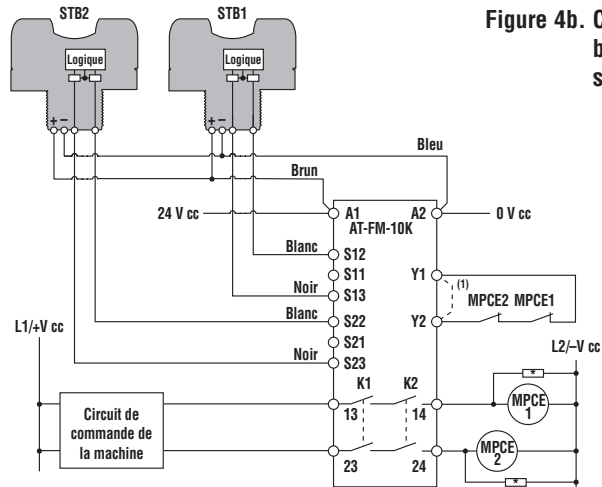 STB2
STB1
Figure 4b. C
b
s
Logique
Logique
+ –
+ –
Bleu
Brun
24 V cc
A1
A2
0 V cc
AT-FM-10K
Blanc
S12
S11
Y1
(1)
Noir
S13
MPCE2 MPCE1
Blanc
S22
Y2
S21
L1/+V cc
Noir
S23
L2/–V cc
K1
K2
*
Circuit de
commande de
la machine
13
14
MPCE
1
MPCE
2
23
24
*